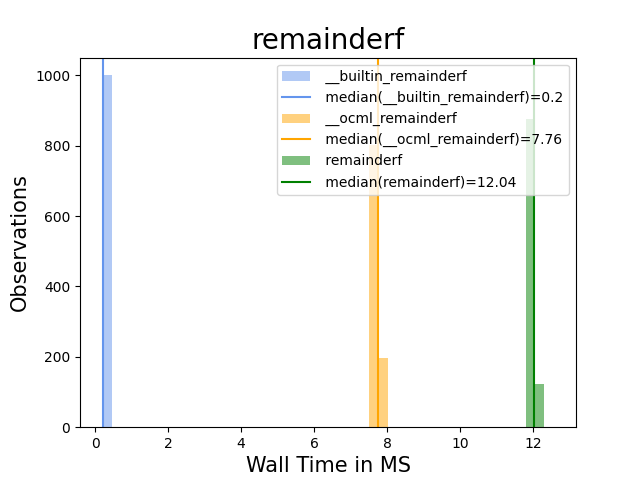 remainderf
1000
800
600
400
200
0
Observations
__builtin_remainderf
median(__builtin_remainderf)=0.2
__ocml_remainderf
median(__ocml_remainderf)=7.76
remainderf
median(remainderf)=12.04
0 2 4 6 8 10 12
Wall Time in MS